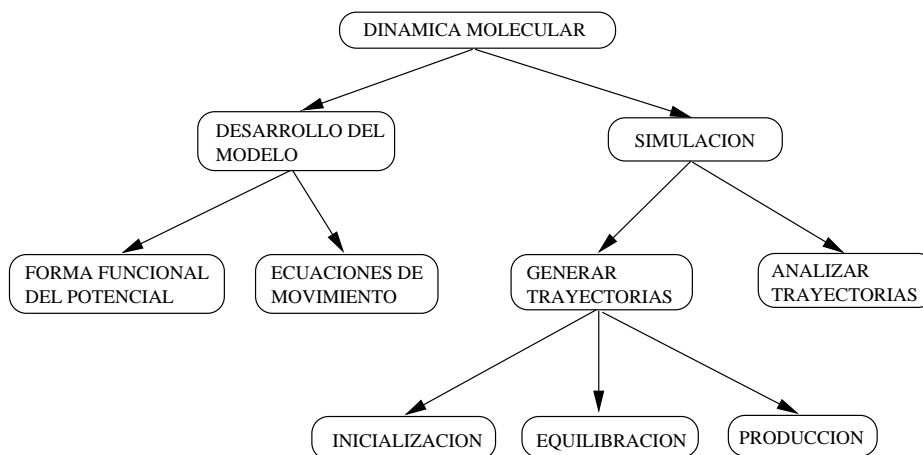 DINAMICA MOLECULAR
DESARROLLO DEL
MODELO
SIMULACION
FORMA FUNCIONAL
DEL POTENCIAL
ECUACIONES DE
MOVIMIENTO
GENERAR
TRAYECTORIAS
ANALIZAR
TRAYECTORIAS
INICIALIZACION
EQUILIBRACION
PRODUCCION